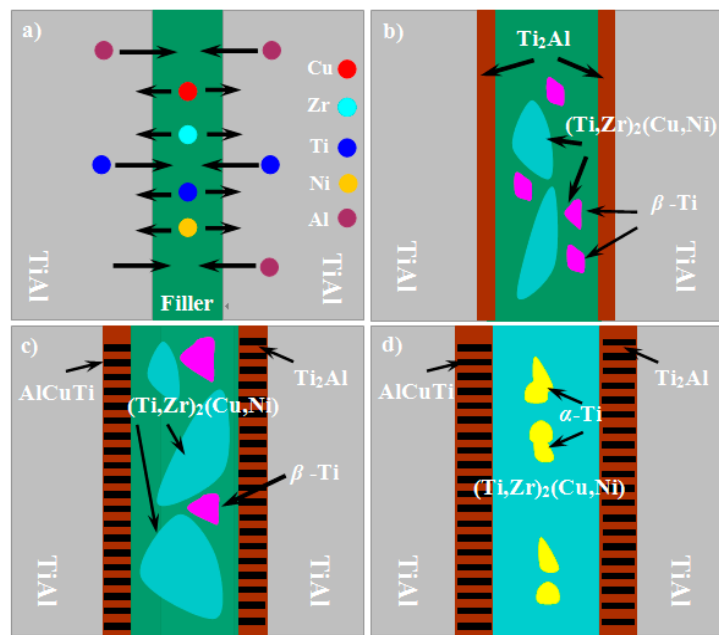 a)
Cu
Zr
Ti
Ni
Al
TiAl
TiAl
Filler
b)
Ti₂Al
(Ti,Zr)₂(Cu,Ni)
β -Ti
TiAl
TiAl
c)
AlCuTi
Ti₂Al
(Ti,Zr)₂(Cu,Ni)
β -Ti
TiAl
TiAl
d)
AlCuTi
Ti₂Al
α-Ti
(Ti,Zr)₂(Cu,Ni)
TiAl
TiAl